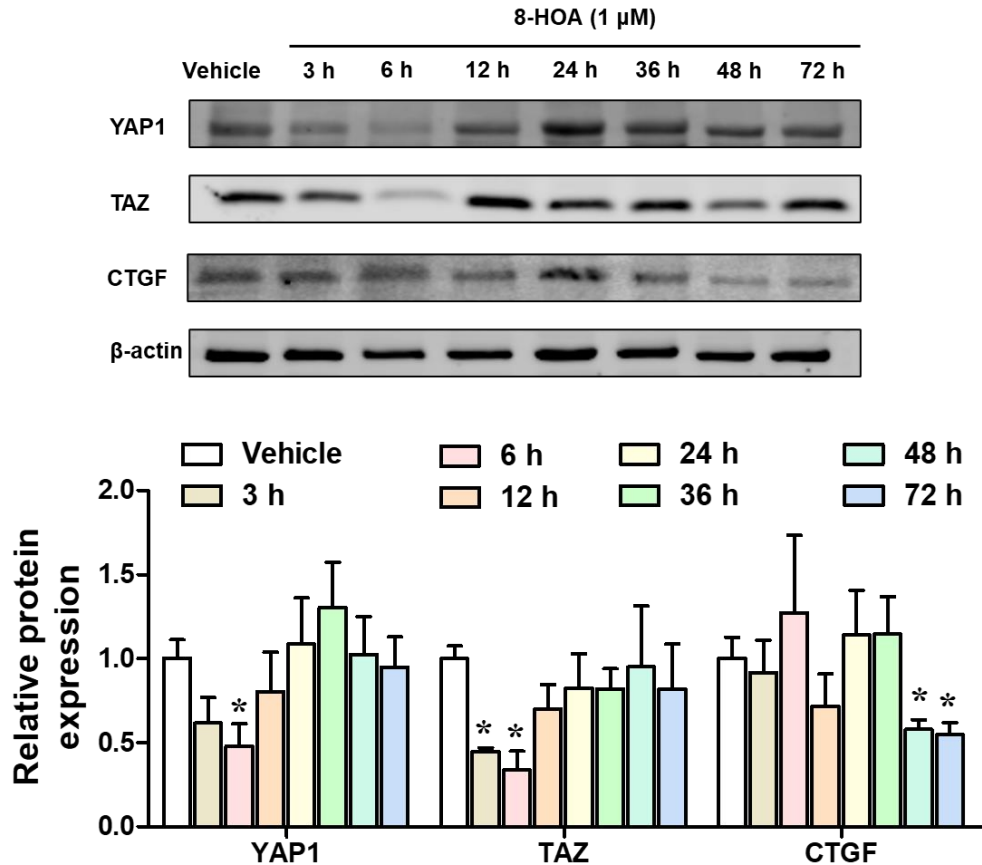 8-HOA (1 µM)
Vehicle 3 h 6 h 12 h 24 h 36 h 48 h 72 h
YAP1
TAZ
CTGF
β-actin
Vehicle 6 h 24 h 48 h
3 h 12 h 36 h 72 h
Relative protein
expression
2.0
1.5
1.0
0.5
0.0
* * * * *
YAP1 TAZ CTGF